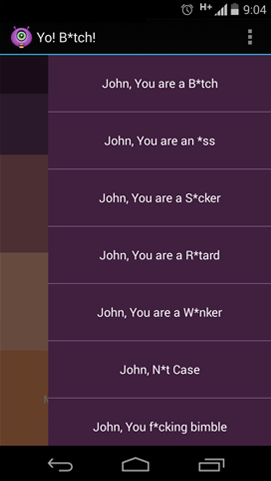 H+ 9:04
Yo! B*tch!
John, You are a B*tch
John, You are an *ss
John, You are a S*cker
John, You are a R*tard
John, You are a W*nker
John, N*t Case
John, You f*cking bimble